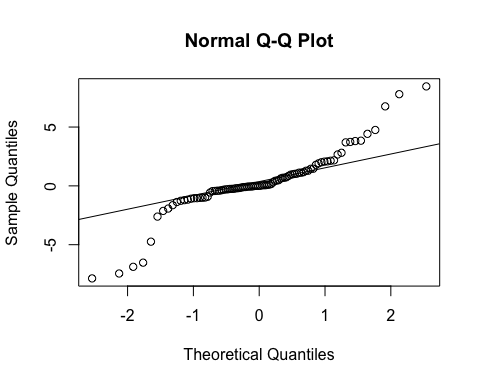 Normal Q-Q Plot
Sample Quantiles
5
0
-5
-2 -1 0 1 2
Theoretical Quantiles